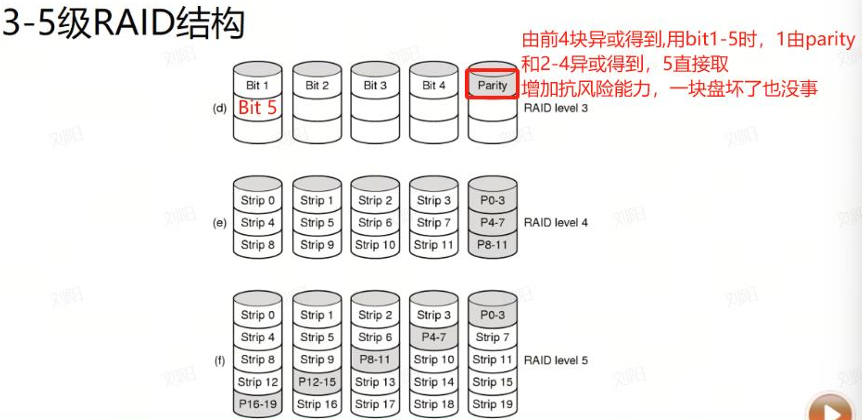 3-5级RAID结构
由前4块异或得到,用bit1-5时，1由parity
和2-4异或得到，5直接取
增加抗风险能力，一块盘坏了也没事
Bit 1 Bit 2 Bit 3 Bit 4 Parity
(d) Bit 5 RAID level 3
Strip 0 Strip 1 Strip 2 Strip 3 P0-3
(e) Strip 4 Strip 5 Strip 6 Strip 7 P4-7 RAID level 4
Strip 8 Strip 9 Strip 10 Strip 11 P8-11
Strip 0 Strip 1 Strip 2 Strip 3 P0-3
Strip 4 Strip 5 Strip 6 P4-7 Strip 7
(f) Strip 8 Strip 9 P8-11 Strip 10 Strip 11 RAID level 5
Strip 12 P12-15 Strip 13 Strip 14 Strip 15
P16-19 Strip 16 Strip 17 Strip 18 Strip 19